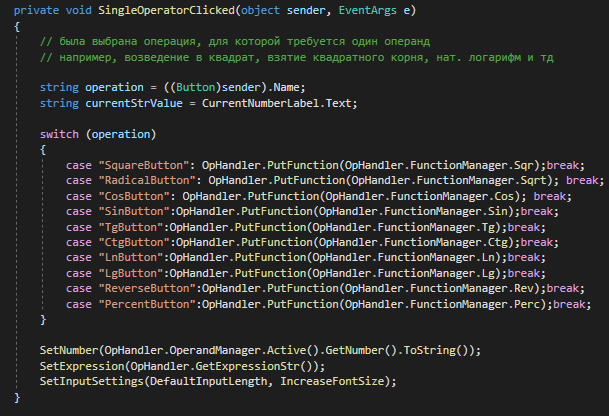 private void SingleOperatorClicked(object sender, EventArgs e)
{
// была выбрана операция, для которой требуется один операнд
// например, возведение в квадрат, взятие квадратного корня, нат. логарифм и тд
string operation = ((Button)sender).Name;
string currentStrValue = CurrentNumberLabel.Text;
switch (operation)
{
case "SquareButton": OpHandler.PutFunction(OpHandler.FunctionManager.Sqr);break;
case "RadicalButton": OpHandler.PutFunction(OpHandler.FunctionManager.Sqrt); break;
case "CosButton": OpHandler.PutFunction(OpHandler.FunctionManager.Cos); break;
case "SinButton":OpHandler.PutFunction(OpHandler.FunctionManager.Sin);break;
case "TgButton":OpHandler.PutFunction(OpHandler.FunctionManager.Tg);break;
case "CtgButton":OpHandler.PutFunction(OpHandler.FunctionManager.Ctg);break;
case "LnButton":OpHandler.PutFunction(OpHandler.FunctionManager.Ln);break;
case "LgButton":OpHandler.PutFunction(OpHandler.FunctionManager.Lg);break;
case "ReverseButton":OpHandler.PutFunction(OpHandler.FunctionManager.Rev);break;
case "PercentButton":OpHandler.PutFunction(OpHandler.FunctionManager.Perc);break;
}
SetNumber(OpHandler.OperandManager.Active().GetNumber().ToString());
SetExpression(OpHandler.GetExpressionStr());
SetInputSettings(DefaultInputLength, IncreaseFontSize);
}